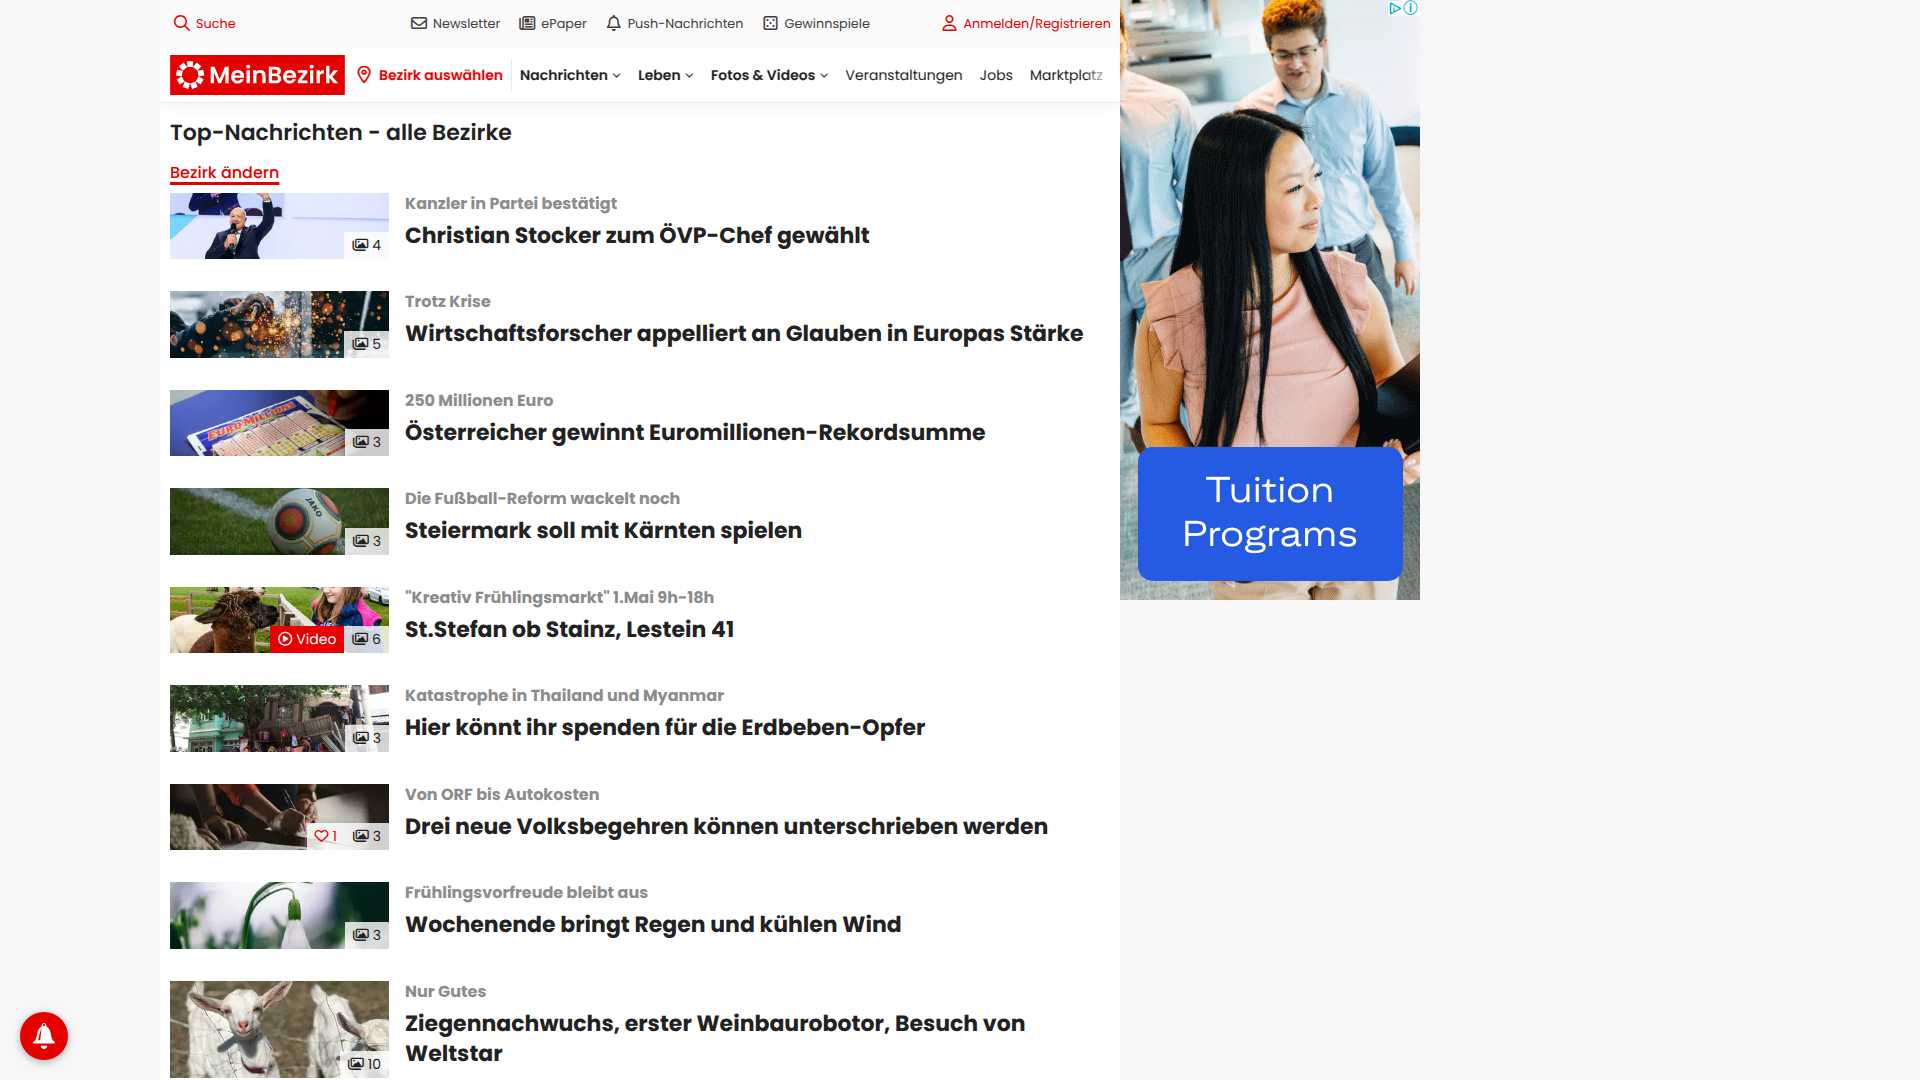 Suche
Newsletter
ePaper
Push-Nachrichten
Gewinnspiele
Anmelden/Registrieren
MeinBezirk
Bezirk auswählen
Nachrichten
Leben
Fotos & Videos
Veranstaltungen
Jobs
Marktplatz
Top-Nachrichten - alle Bezirke
Bezirk ändern
4
Kanzler in Partei bestätigt
Christian Stocker zum ÖVP-Chef gewählt
5
Trotz Krise
Wirtschaftsforscher appelliert an Glauben in Europas Stärke
EUROMILLIONEN
3
250 Millionen Euro
Österreicher gewinnt Euromillionen-Rekordsumme
JAKO
3
Die Fußball-Reform wackelt noch
Steiermark soll mit Kärnten spielen
Video
6
"Kreativ Frühlingsmarkt" 1.Mai 9h-18h
St.Stefan ob Stainz, Lestein 41
3
Katastrophe in Thailand und Myanmar
Hier könnt ihr spenden für die Erdbeben-Opfer
1
3
Von ORF bis Autokosten
Drei neue Volksbegehren können unterschrieben werden
3
Frühlingsvorfreude bleibt aus
Wochenende bringt Regen und kühlen Wind
10
Nur Gutes
Ziegennachwuchs, erster Weinbaurobotor, Besuch von
Weltstar
Tuition
Programs